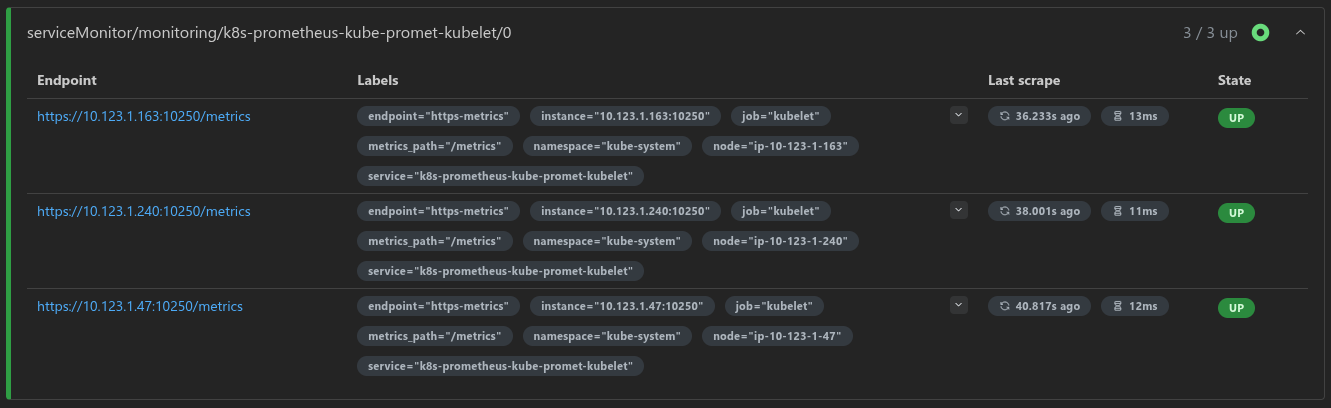 serviceMonitor/monitoring/k8s-prometheus-kube-promet-kubelet/0 3 / 3 up
Endpoint Labels Last scrape State
https://10.123.1.163:10250/metrics endpoint="https-metrics" instance="10.123.1.163:10250" job="kubelet" 36.233s ago 13ms UP
metrics_path="/metrics" namespace="kube-system" node="ip-10-123-1-163"
service="k8s-prometheus-kube-promet-kubelet"
https://10.123.1.240:10250/metrics endpoint="https-metrics" instance="10.123.1.240:10250" job="kubelet" 38.001s ago 11ms UP
metrics_path="/metrics" namespace="kube-system" node="ip-10-123-1-240"
service="k8s-prometheus-kube-promet-kubelet"
https://10.123.1.47:10250/metrics endpoint="https-metrics" instance="10.123.1.47:10250" job="kubelet" 40.817s ago 12ms UP
metrics_path="/metrics" namespace="kube-system" node="ip-10-123-1-47"
service="k8s-prometheus-kube-promet-kubelet"